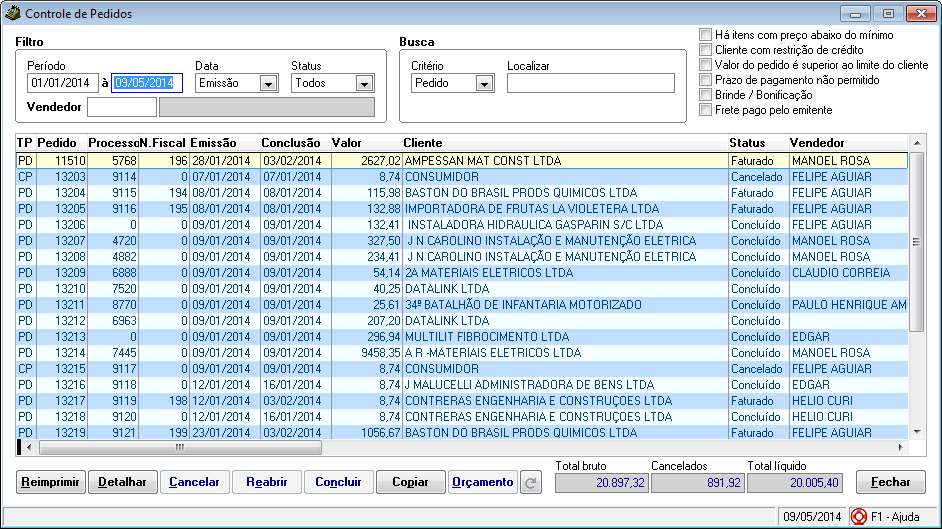 Controle de Pedidos
Filtro
Período
01/01/2014 à 09/05/2014
Data
Emissão
Status
Todos
Vendedor
Busca
Critério
Pedido
Localizar
Há itens com preço abaixo do mínimo
Cliente com restrição de crédito
Valor do pedido é superior ao limite do cliente
Prazo de pagamento não permitido
Brinde / Bonificação
Frete pago pelo emitente
TP Pedido Processo N.Fiscal Emissão Conclusão Valor Cliente Status Vendedor
PD 11510 5768 196 28/01/2014 03/02/2014 2627,02 AMPESSAN MAT CONST LTDA Faturado MANOEL ROSA
CP 13203 9114 0 07/01/2014 07/01/2014 8,74 CONSUMIDOR Cancelado FELIPE AGUIAR
PD 13204 9115 194 08/01/2014 08/01/2014 115,98 BASTON DO BRASIL PRODS QUIMICOS LTDA Faturado FELIPE AGUIAR
PD 13205 9116 195 08/01/2014 08/01/2014 132,88 IMPORTADORA DE FRUTAS LA VIOLETERA LTDA Faturado FELIPE AGUIAR
PD 13206 0 0 09/01/2014 09/01/2014 132,41 INSTALADORA HIDRAULICA GASPARIN S/C LTDA Concluído FELIPE AGUIAR
PD 13207 4720 0 09/01/2014 09/01/2014 327,50 J N CAROLINO INSTALAÇÃO E MANUTENÇÃO ELETRICA Concluído MANOEL ROSA
PD 13208 4882 0 09/01/2014 09/01/2014 234,41 J N CAROLINO INSTALAÇÃO E MANUTENÇÃO ELETRICA Concluído MANOEL ROSA
PD 13209 6888 0 09/01/2014 09/01/2014 54,14 2A MATERIAIS ELETRICOS LTDA Concluído CLAUDIO CORREIA
PD 13210 7520 0 09/01/2014 09/01/2014 40,25 DATALINK LTDA Concluído
PD 13211 8770 0 09/01/2014 09/01/2014 25,61 34º BATALHÃO DE INFANTARIA MOTORIZADO Concluído PAULO HENRIQUE AM
PD 13212 6963 0 09/01/2014 09/01/2014 207,20 DATALINK LTDA Concluído
PD 13213 0 0 09/01/2014 09/01/2014 296,94 MULTILIT FIBROCIMENTO LTDA Concluído EDGAR
PD 13214 7445 0 09/01/2014 09/01/2014 9458,35 A R -MATERIAIS ELETRICOS LTDA Concluído MANOEL ROSA
CP 13215 9117 0 09/01/2014 09/01/2014 8,74 CONSUMIDOR Cancelado FELIPE AGUIAR
PD 13216 9118 0 12/01/2014 16/01/2014 8,74 J MALUCELLI ADMINISTRADORA DE BENS LTDA Concluído EDGAR
PD 13217 9119 198 12/01/2014 03/02/2014 8,74 CONTRERAS ENGENHARIA E CONSTRUÇOES LTDA Faturado HELIO CURI
PD 13218 9120 0 12/01/2014 16/01/2014 8,74 CONTRERAS ENGENHARIA E CONSTRUÇOES LTDA Concluído HELIO CURI
PD 13219 9121 199 23/01/2014 03/02/2014 1056,67 BASTON DO BRASIL PRODS QUIMICOS LTDA Faturado FELIPE AGUIAR
Reimprimir Detalhar Cancelar Reabrir Concluir Copiar Orçamento
Total bruto Cancelados Total líquido
20.897,32 891,92 20.005,40
Fechar
09/05/2014 F1 - Ajuda